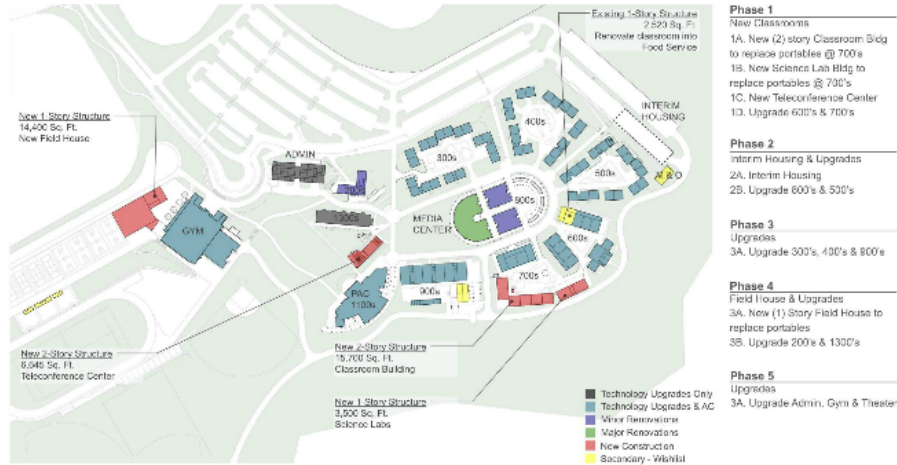 Existing 1-Story Structure
2,520 Sq. Ft.
Renovate classroom into
Food Service
New 1-Story Structure
14,400 Sq. Ft.
New Field House
INTERIM
HOUSING
ADMIN
400s
300s
500s
M & O
1300s
MEDIA
CENTER
800s
GYM
600s
700s
PAC
1100s
900s
New 2-Story Structure
6,645 Sq. Ft.
Teleconference Center
New 2-Story Structure
15,700 Sq. Ft.
Classroom Building
New 1-Story Structure
3,500 Sq. Ft.
Science Labs
Technology Upgrades Only
Technology Upgrades & AC
Minor Renovations
Major Renovations
New Construction
Secondary - Wishlist
Phase 1
New Classrooms
1A. New (2) story Classroom Bldg
to replace portables @ 700's
1B. New Science Lab Bldg to
replace portables @ 700's
1C. New Teleconference Center
1D. Upgrade 600's & 700's
Phase 2
Interim Housing & Upgrades
2A. Interim Housing
2B. Upgrade 800's & 500's
Phase 3
Upgrades
3A. Upgrade 300's, 400's & 900's
Phase 4
Field House & Upgrades
3A. New (1) Story Field House to
replace portables
3B. Upgrade 200's & 1300's
Phase 5
Upgrades
3A. Upgrade Admin, Gym & Theater